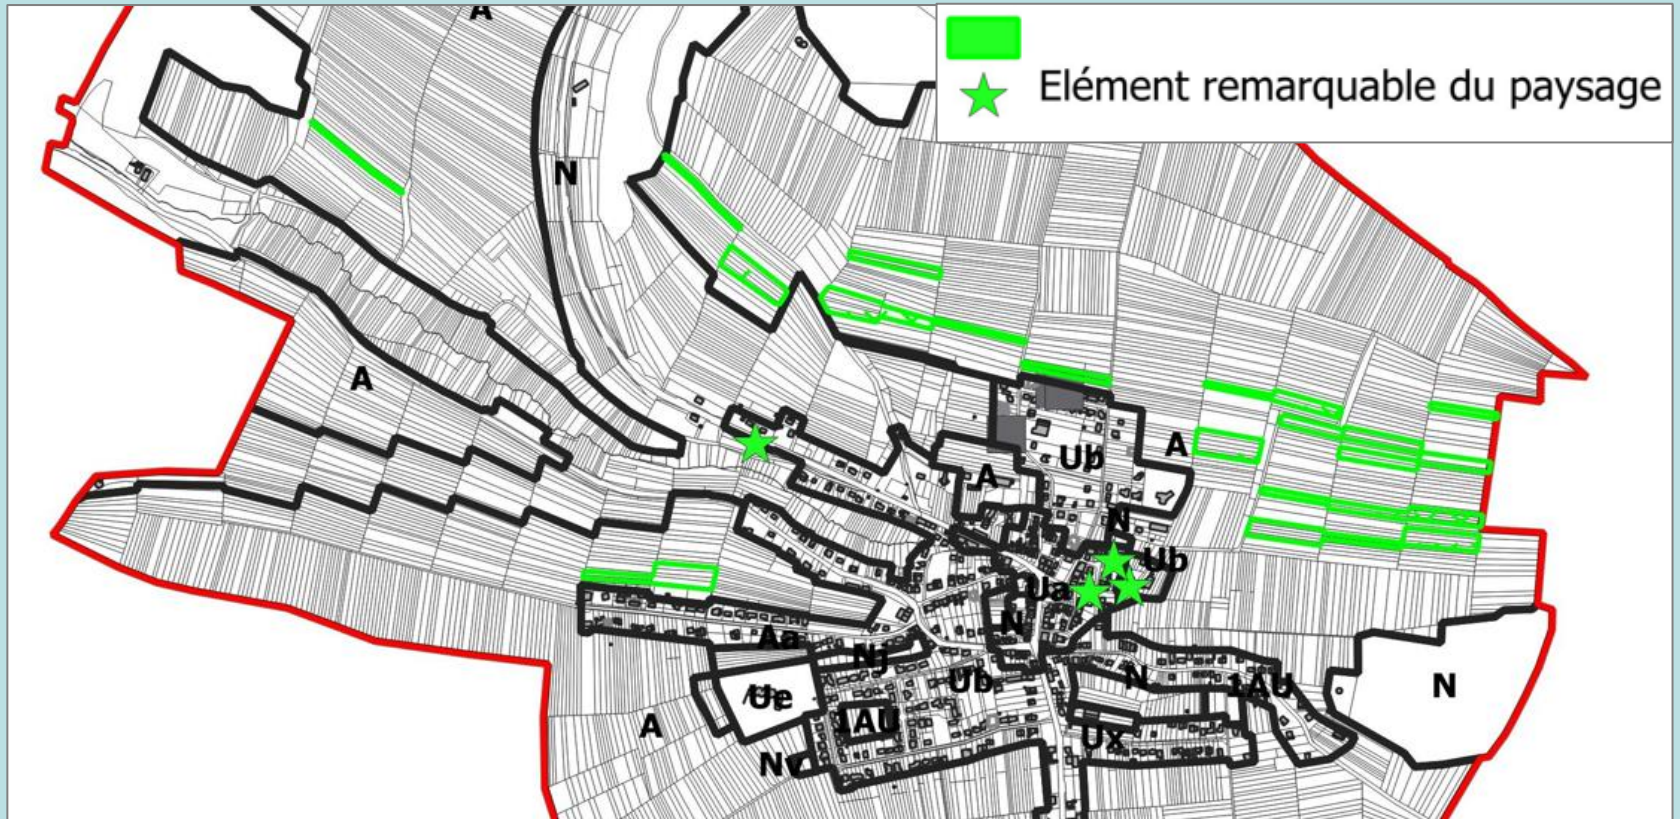 A
Elément remarquable du paysage
N
A
A
A
Ub
N
Ub
Ua
N
Aa
Nj
Ub
N
1AU
N
Ue
1AU
A
Ux
Nv